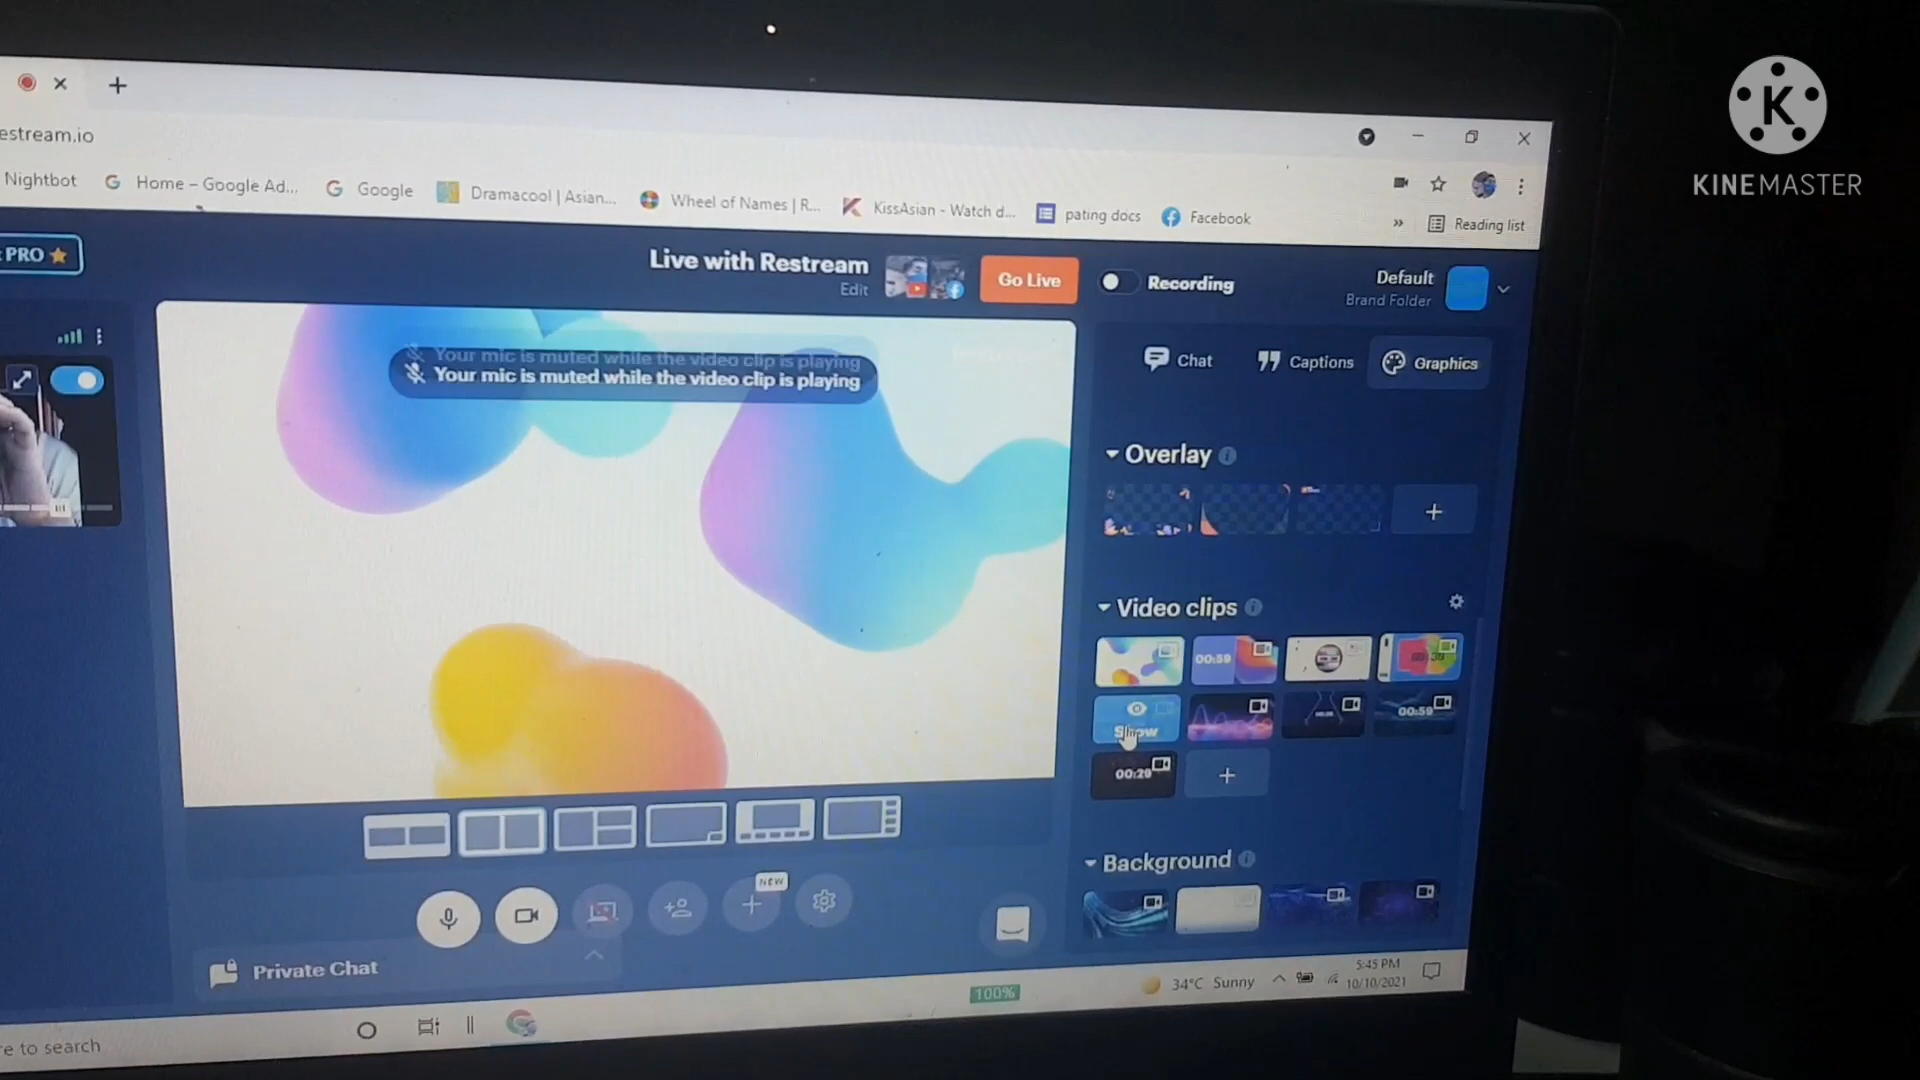 KINEMASTER
estream.io
Nightbot
Home – Google Ad...
Google
Dramacool | Asian...
Wheel of Names | R...
KissAsian - Watch d...
pating docs
Facebook
»
Reading list
PRO
Live with Restream
Edit
Go Live
Recording
Default
Brand Folder
Your mic is muted while the video clip is playing
Your mic is muted while the video clip is playing
Chat
Captions
Graphics
Overlay
Video clips
00:59
Show
00:59
00:29
Background
NEW
Private Chat
100%
34°C Sunny
5:45 PM
10/10/2021
re to search